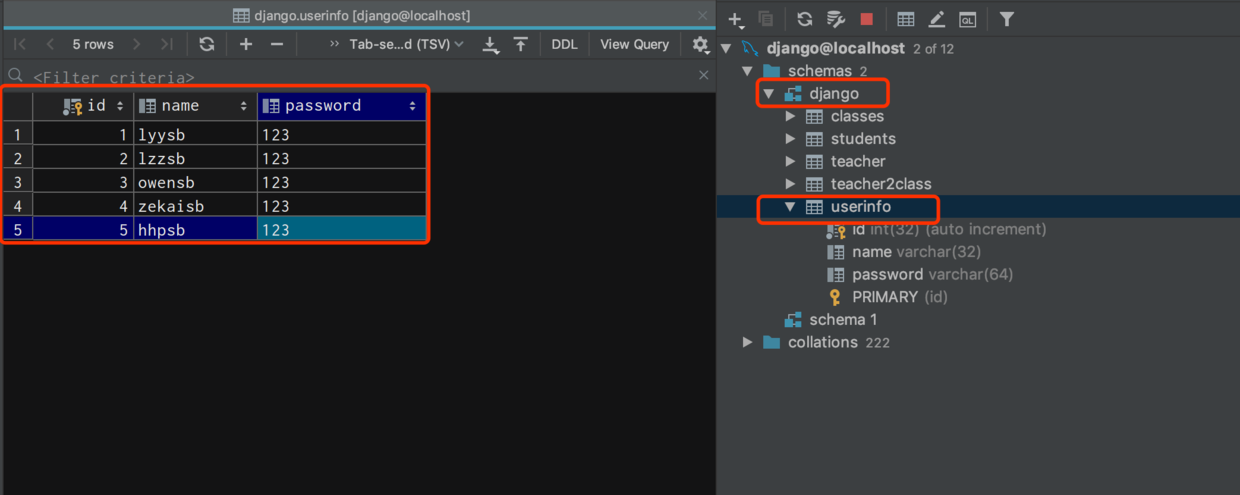 django.userinfo [django@localhost]
5 rows
Tab-se...d (TSV)
DDL
View Query
<Filter criteria>
id name password
1 1 lyysb 123
2 2 lzzsb 123
3 3 owensb 123
4 4 zekaisb 123
5 5 hhpsb 123
QL
django@localhost 2 of 12
schemas 2
django
classes
students
teacher
teacher2class
userinfo
id int(32) (auto increment)
name varchar(32)
password varchar(64)
PRIMARY (id)
schema 1
collations 222